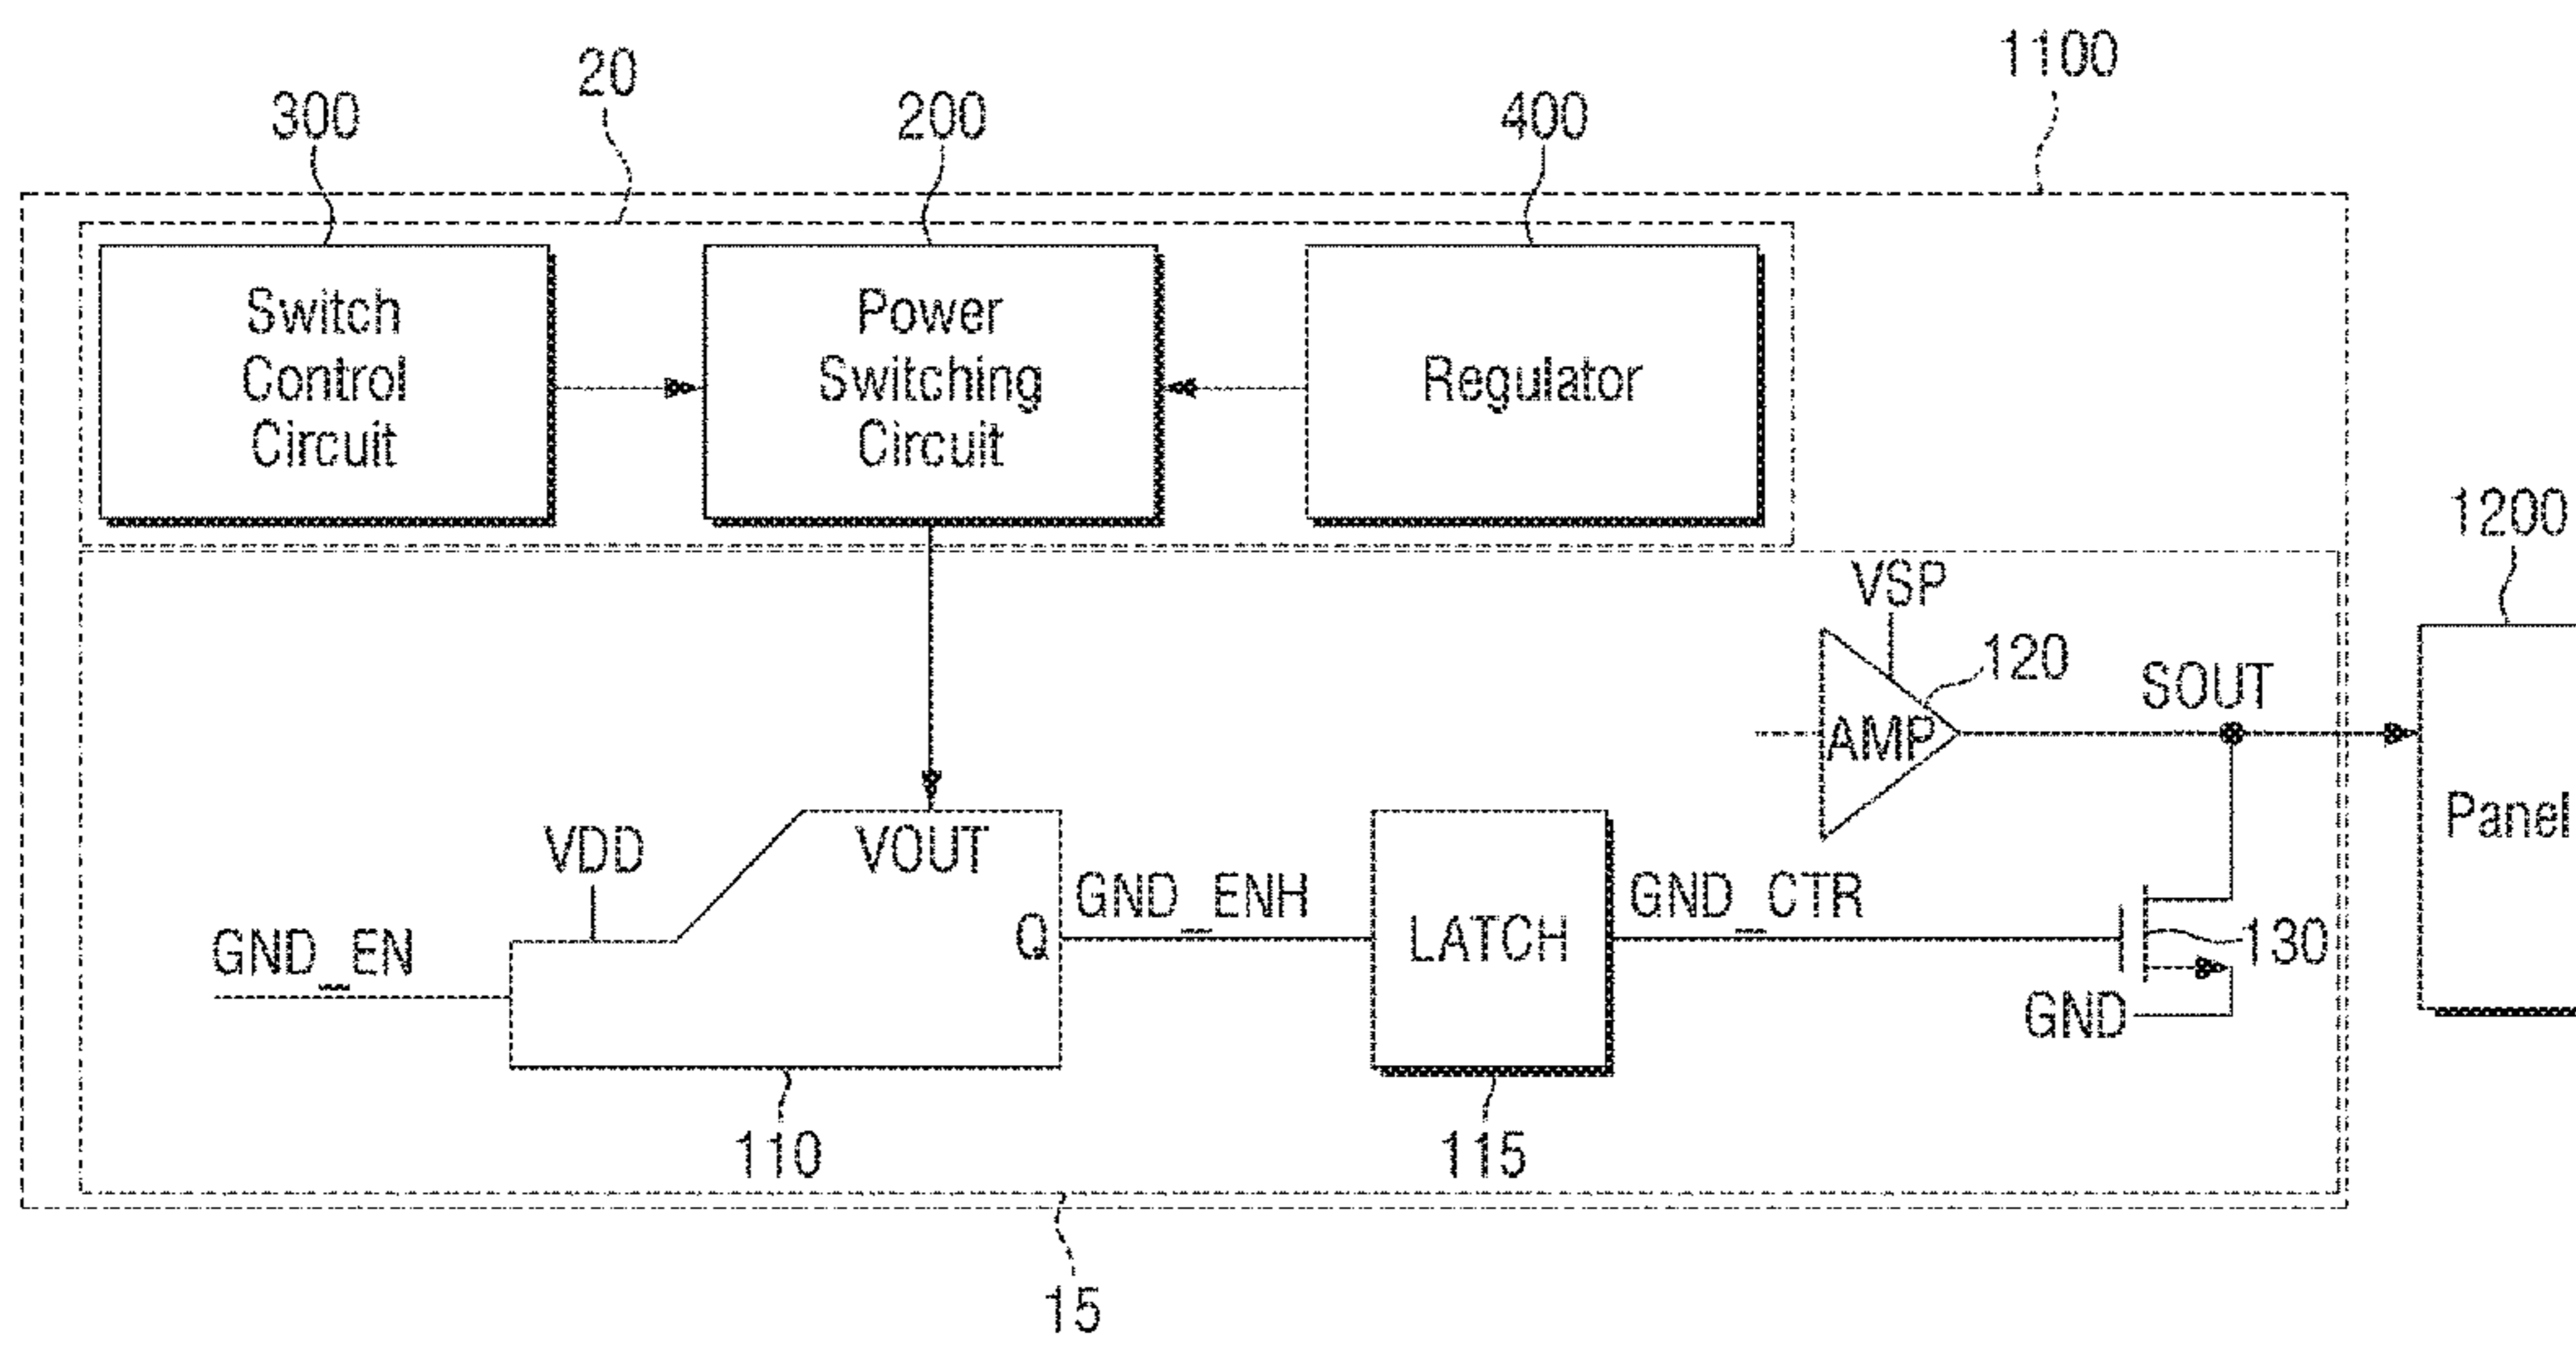 1100
20
300
200
400
Switch
Control
Circuit
Power
Switching
Circuit
Regulator
1200
VSP
120
SOUT
AMP
Panel
VDD
VOUT
GND_EN
Q
GND_ENH
LATCH
GND_CTR
130
GND
110
115
15